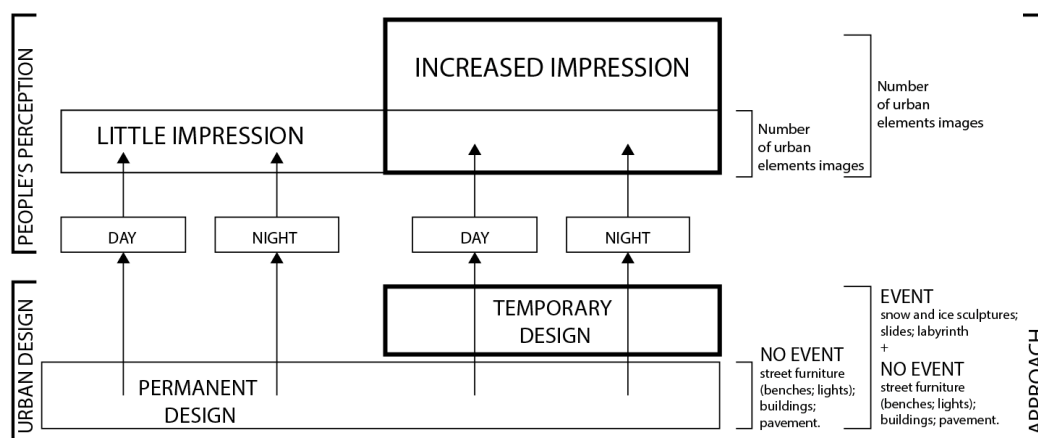 PEOPLE'S PERCEPTION
INCREASED IMPRESSION
LITTLE IMPRESSION
Number
of urban
elements images
Number
of urban
elements images
DAY
NIGHT
DAY
NIGHT
URBAN DESIGN
TEMPORARY
DESIGN
PERMANENT
DESIGN
NO EVENT
street furniture
(benches; lights);
buildings;
pavement.
EVENT
snow and ice sculptures;
slides; labyrinth
+
NO EVENT
street furniture
(benches; lights);
buildings; pavement.
APPROACH